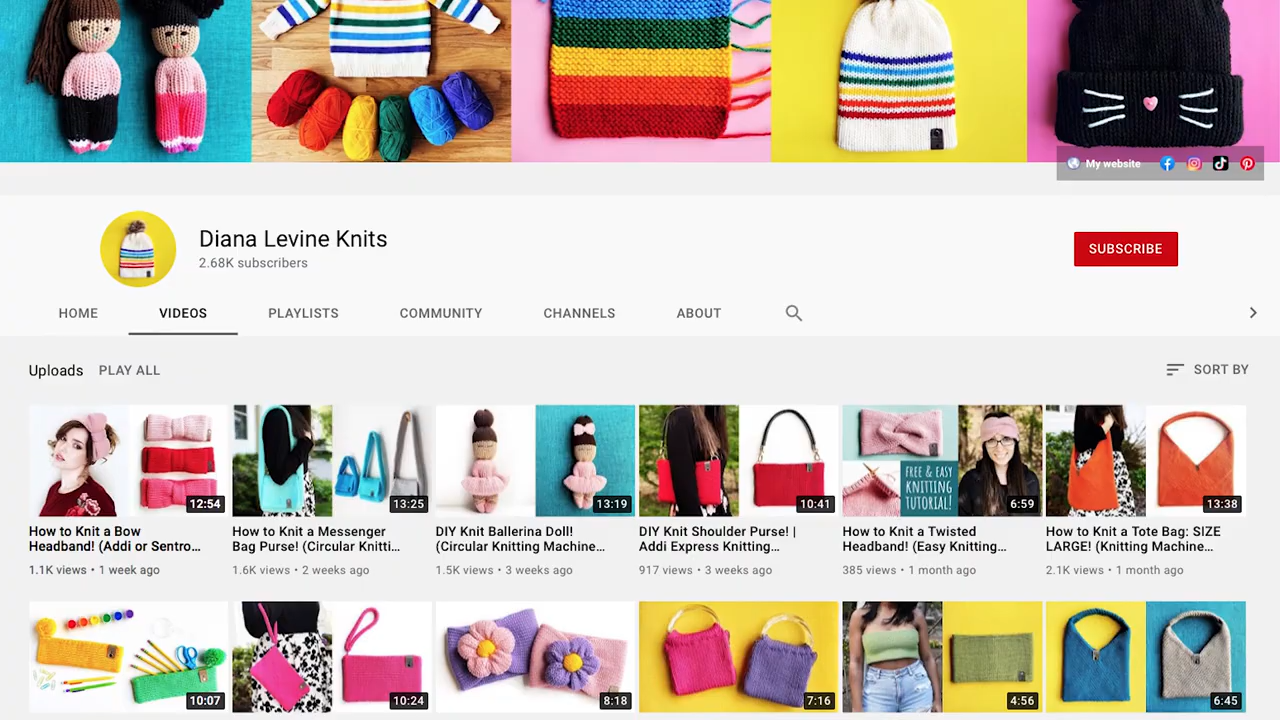 My website
Diana Levine Knits
2.68K subscribers
SUBSCRIBE
HOME
VIDEOS
PLAYLISTS
COMMUNITY
CHANNELS
ABOUT
Uploads
PLAY ALL
SORT BY
12:54
13:25
13:19
10:41
FREE & EASY
KNITTING
TUTORIAL!
6:59
13:38
How to Knit a Bow
Headband! (Addi or Sentro...
1.1K views • 1 week ago
How to Knit a Messenger
Bag Purse! (Circular Knitti...
1.6K views • 2 weeks ago
DIY Knit Ballerina Doll!
(Circular Knitting Machine...
1.5K views • 3 weeks ago
DIY Knit Shoulder Purse! |
Addi Express Knitting...
917 views • 3 weeks ago
How to Knit a Twisted
Headband! (Easy Knitting...
385 views • 1 month ago
How to Knit a Tote Bag: SIZE
LARGE! (Knitting Machine...
2.1K views • 1 month ago
10:07
10:24
8:18
7:16
4:56
6:45